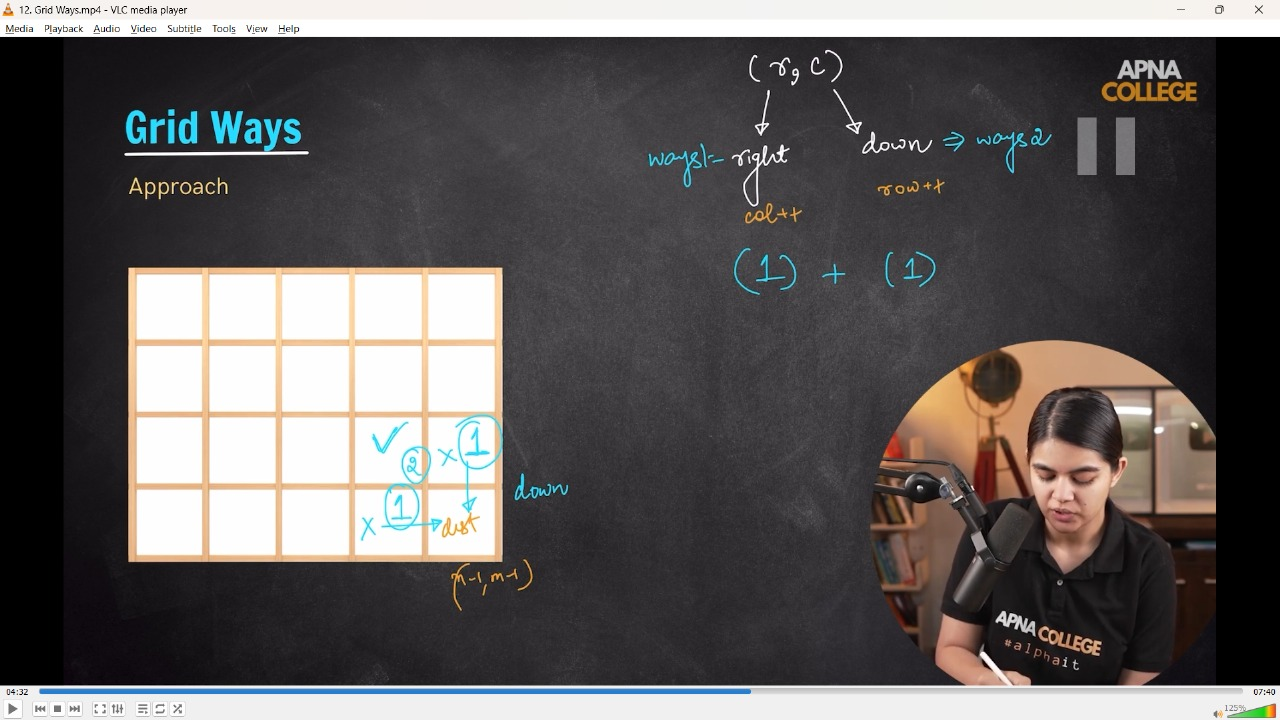 12. Grid Ways.mp4 - VLC media player
Media Playback Audio Video Subtitle Tools View Help
(r, c)
APNA
COLLEGE
Grid Ways
ways1= right
down ⇒ ways2
Approach
col++
row++
(1) + (1)
✓
2 x 1
down
x 1 dist
(n-1, m-1)
APNA COLLEGE
#alphait
04:32
07:40
125%